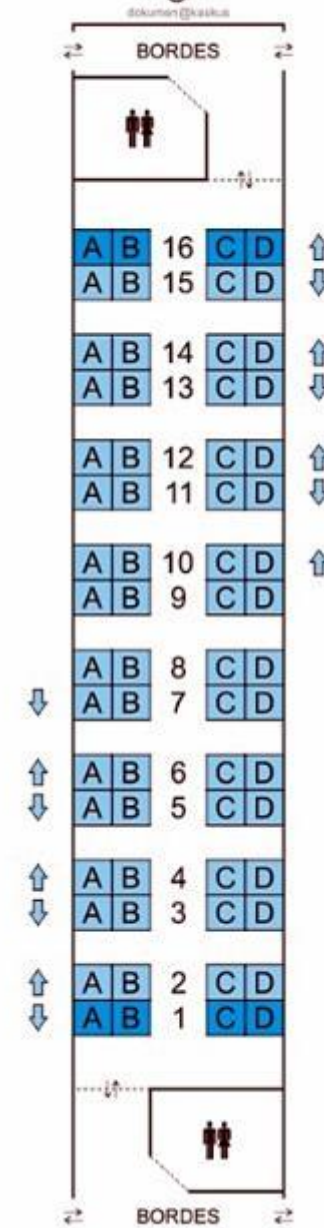 dokumen@kaskus
BORDES
A B 16 C D
A B 15 C D
A B 14 C D
A B 13 C D
A B 12 C D
A B 11 C D
A B 10 C D
A B 9 C D
A B 8 C D
A B 7 C D
A B 6 C D
A B 5 C D
A B 4 C D
A B 3 C D
A B 2 C D
A B 1 C D
BORDES